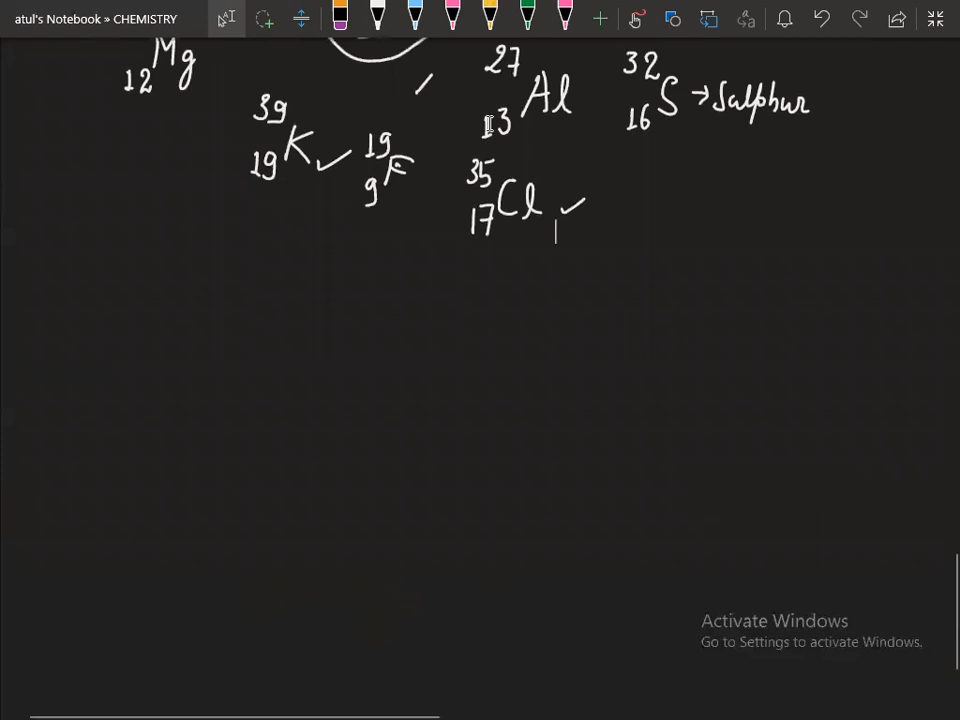 atul's Notebook » CHEMISTRY
12 Mg
27 13 Al
32 16 S → Sulphur
39 19 K ✓
19 9 F
35 17 Cl ✓
Activate Windows
Go to Settings to activate Windows.